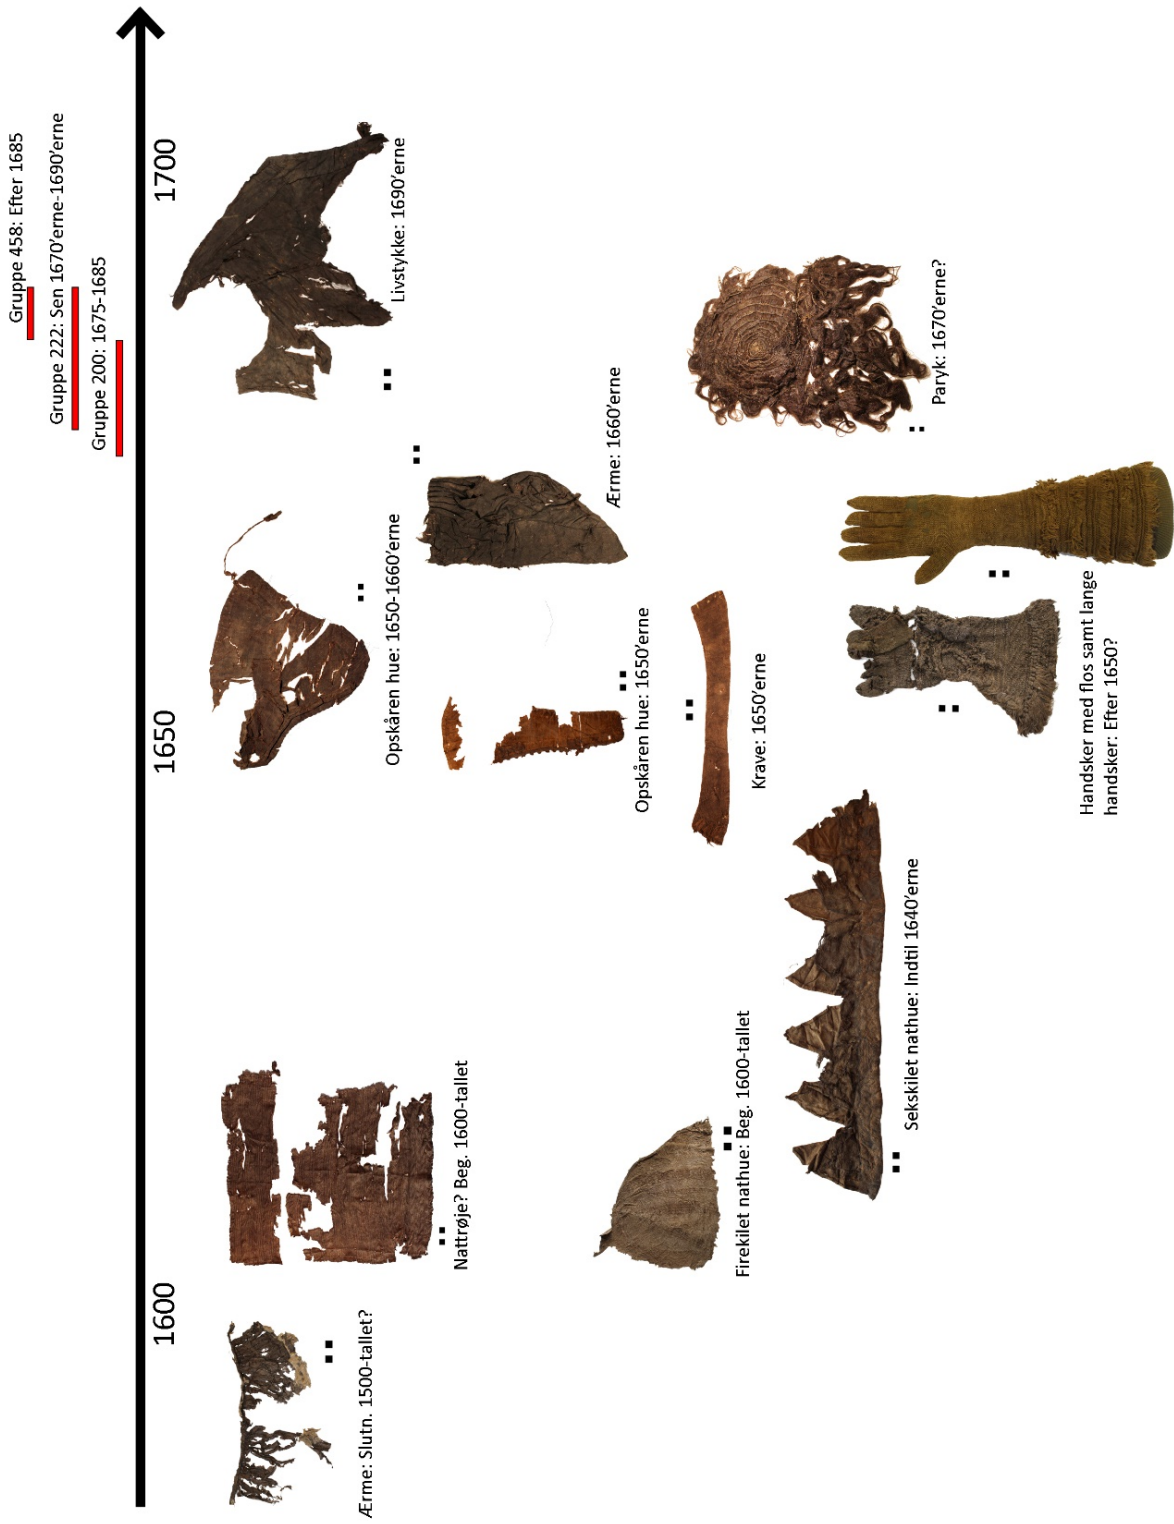 Gruppe 458: Efter 1685
Gruppe 222: Sen 1670'erne-1690'erne
Gruppe 200: 1675-1685
1600
1650
1700
Ærme: Slutn. 1500-tallet?
Nattrøje? Beg. 1600-tallet
Opskåren hue: 1650-1660'erne
Livstykke: 1690'erne
Ærme: 1660'erne
Opskåren hue: 1650'erne
Firekilet nathue: Beg. 1600-tallet
Krave: 1650'erne
Paryk: 1670'erne?
Sekskilet nathue: Indtil 1640'erne
Handsker med flos samt lange
handsker: Efter 1650?